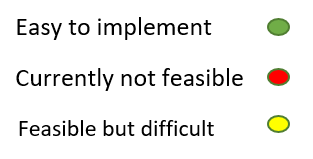 Easy to implement
Currently not feasible
Feasible but difficult